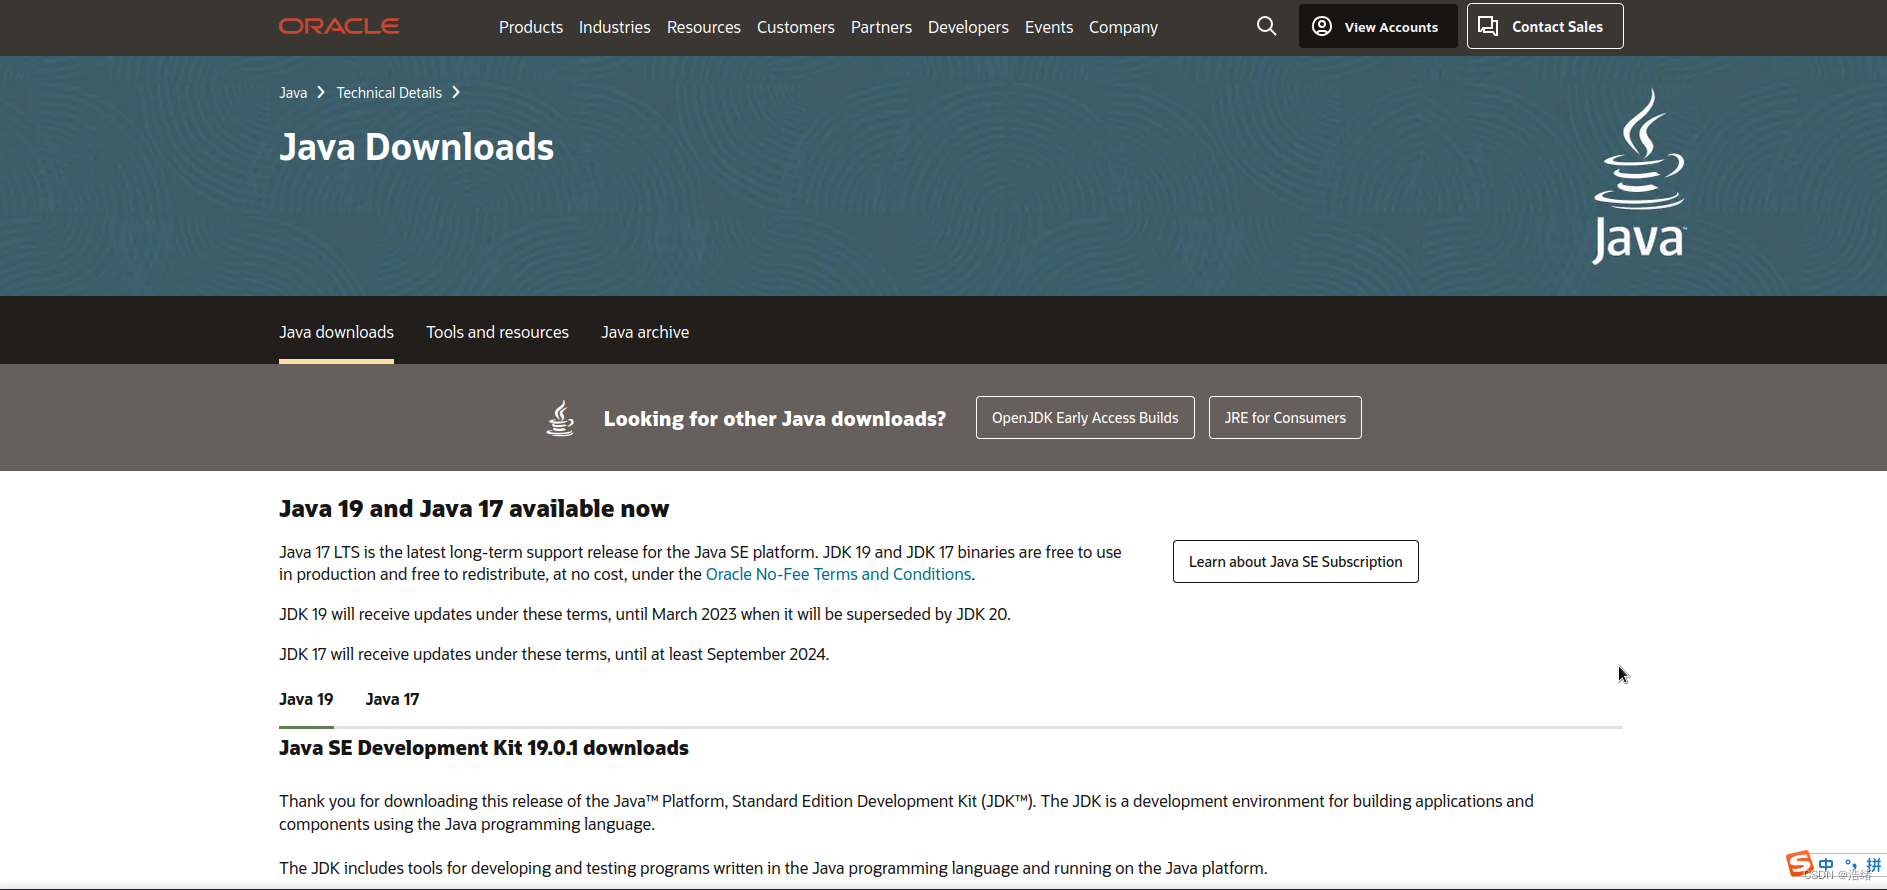 ORACLE
Products Industries Resources Customers Partners Developers Events Company
View Accounts
Contact Sales
Java Technical Details
Java Downloads
Java™
Java downloads Tools and resources Java archive
Looking for other Java downloads?
OpenJDK Early Access Builds
JRE for Consumers
Java 19 and Java 17 available now
Java 17 LTS is the latest long-term support release for the Java SE platform. JDK 19 and JDK 17 binaries are free to use
in production and free to redistribute, at no cost, under the Oracle No-Fee Terms and Conditions.
Learn about Java SE Subscription
JDK 19 will receive updates under these terms, until March 2023 when it will be superseded by JDK 20.
JDK 17 will receive updates under these terms, until at least September 2024.
Java 19 Java 17
Java SE Development Kit 19.0.1 downloads
Thank you for downloading this release of the Java™ Platform, Standard Edition Development Kit (JDK™). The JDK is a development environment for building applications and
components using the Java programming language.
The JDK includes tools for developing and testing programs written in the Java programming language and running on the Java platform.
中 °, 拼
CSDN @浩绪